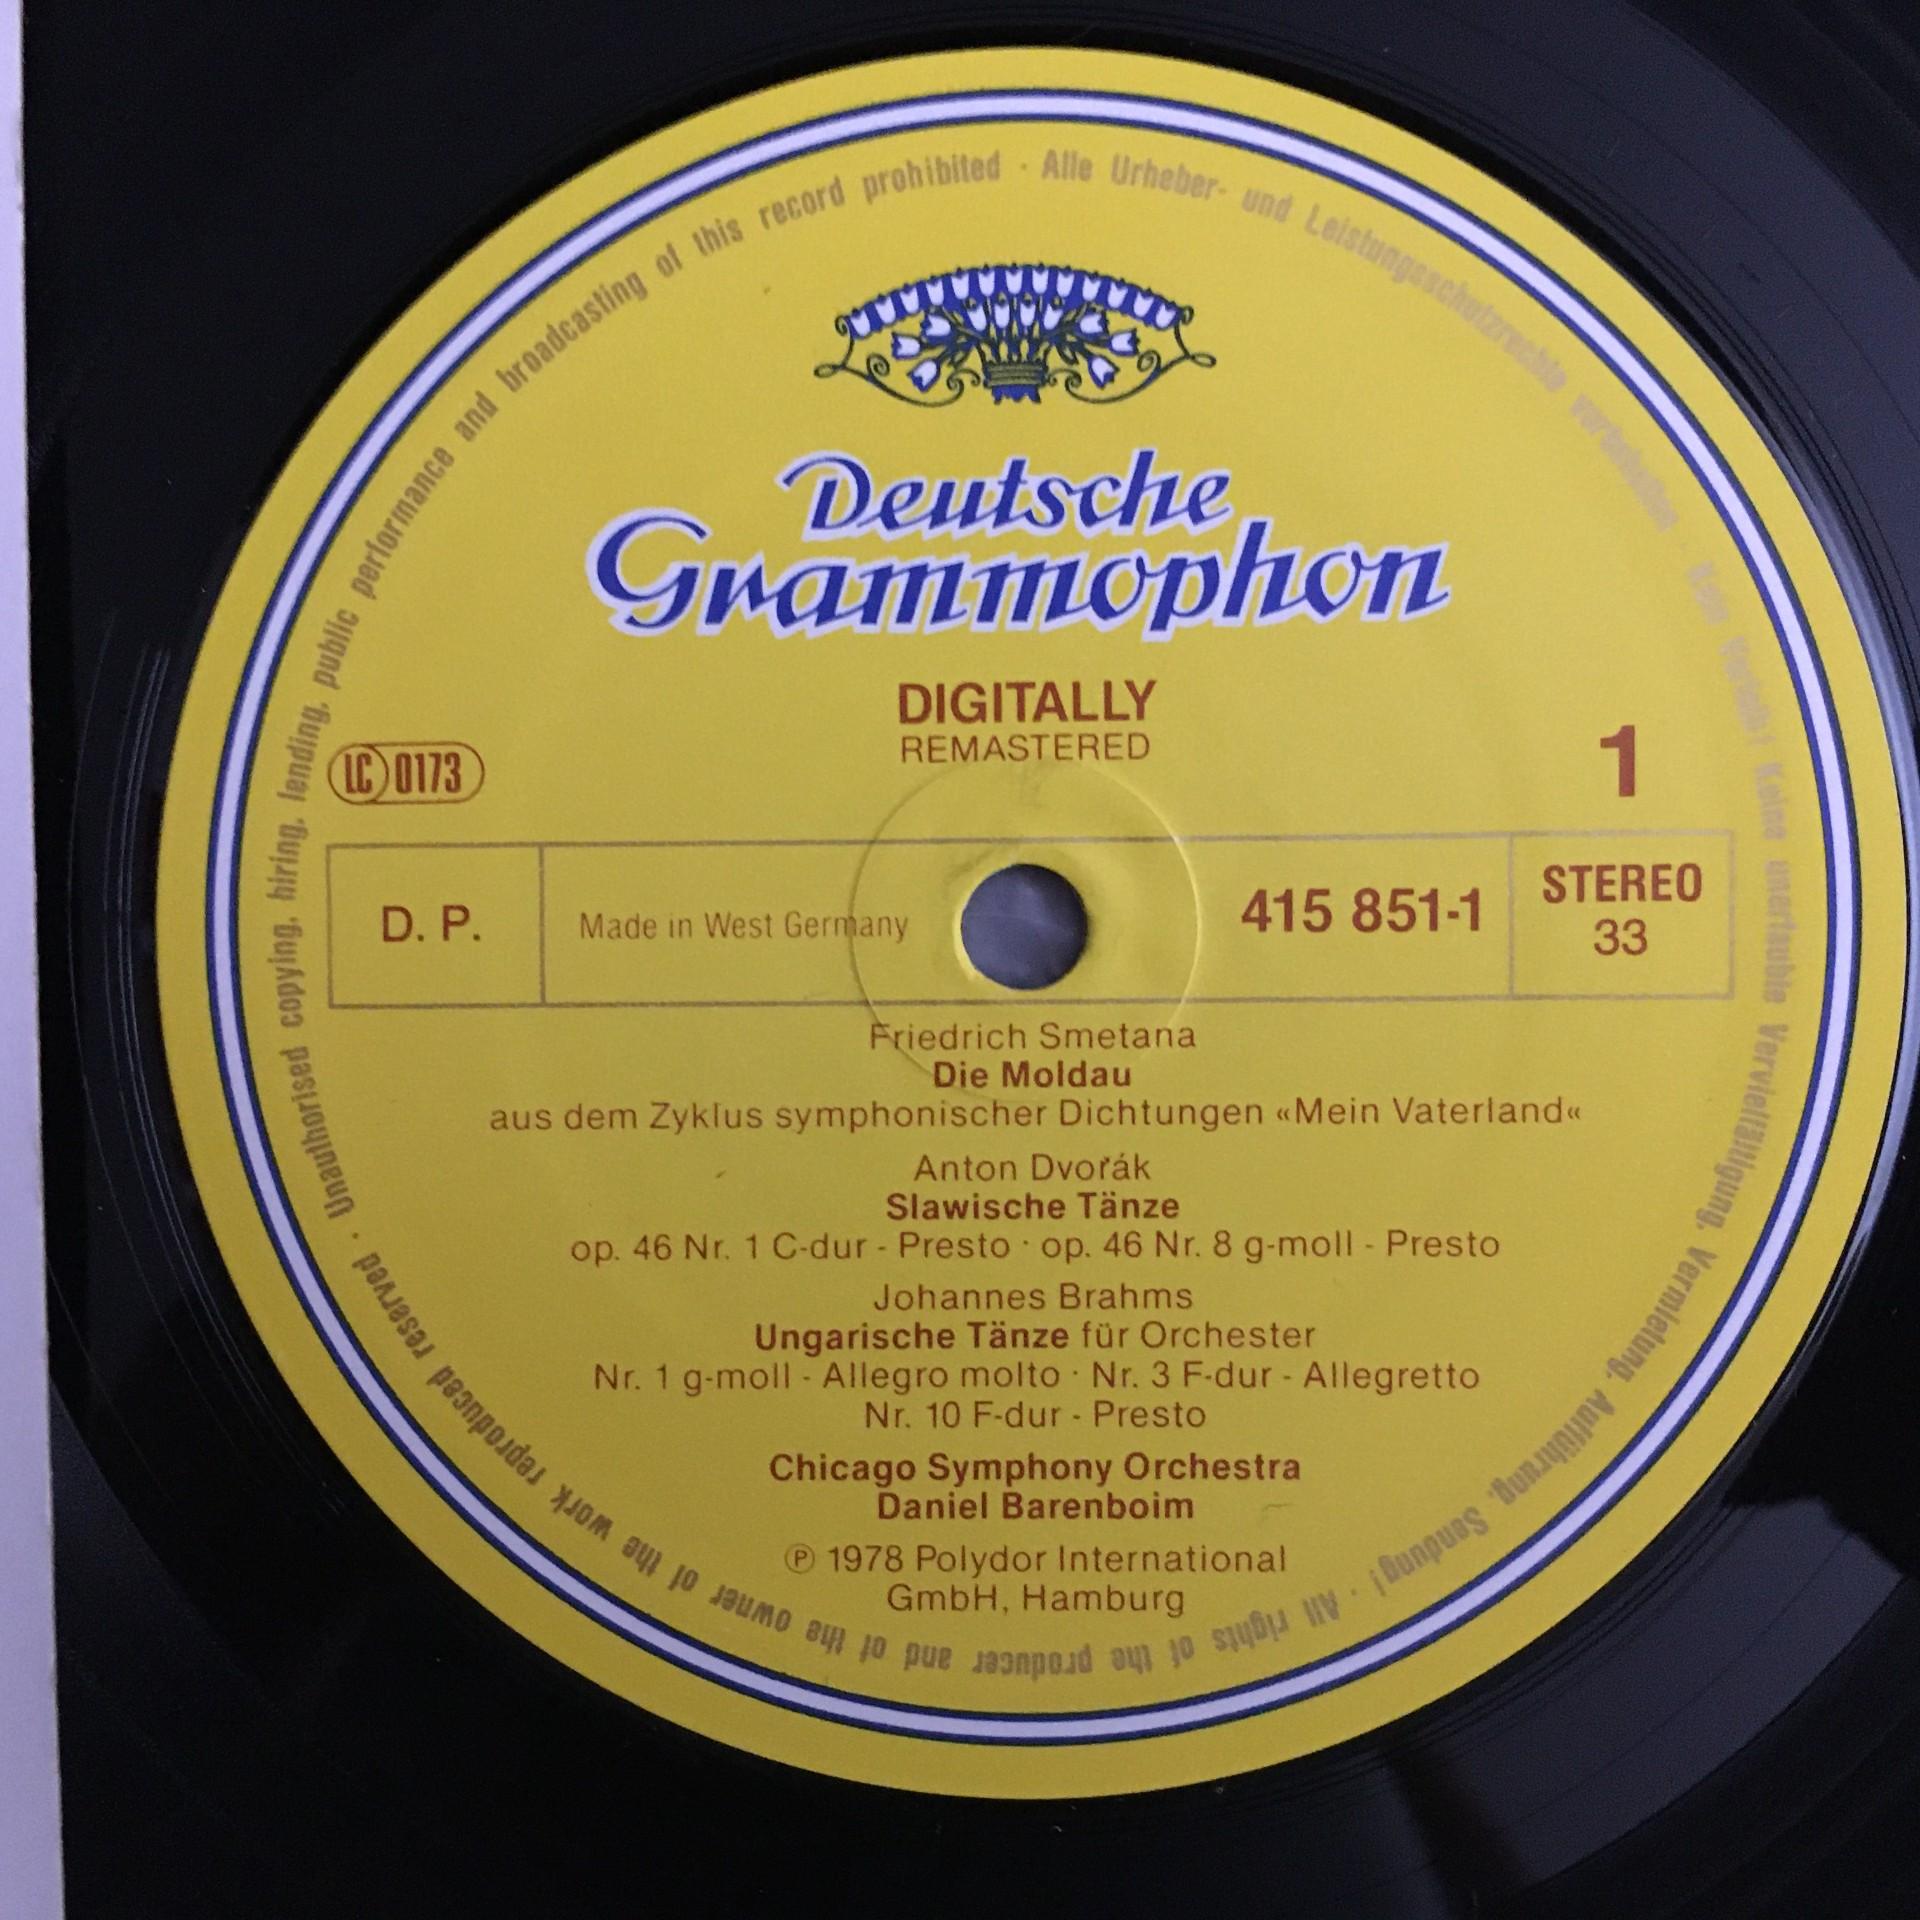 Deutsche
Grammophon
DIGITALLY
REMASTERED
LC 0173
1
D. P.
Made in West Germany
415 851-1
STEREO
33
Friedrich Smetana
Die Moldau
aus dem Zyklus symphonischer Dichtungen «Mein Vaterland«
Anton Dvořák
Slawische Tänze
op. 46 Nr. 1 C-dur - Presto · op. 46 Nr. 8 g-moll - Presto
Johannes Brahms
Ungarische Tänze für Orchester
Nr. 1 g-moll - Allegro molto · Nr. 3 F-dur - Allegretto
Nr. 10 F-dur - Presto
Chicago Symphony Orchestra
Daniel Barenboim
℗ 1978 Polydor International
GmbH, Hamburg
Alle Urheber- und Leistungsschutzrechte vorbehalten · Kein Verleih! Keine unerlaubte Vervielfältigung, Vermietung, Aufführung, Sendung! · All rights of the producer and of the owner of the work reproduced reserved · Unauthorised copying, hiring, lending, public performance and broadcasting of this record prohibited ·